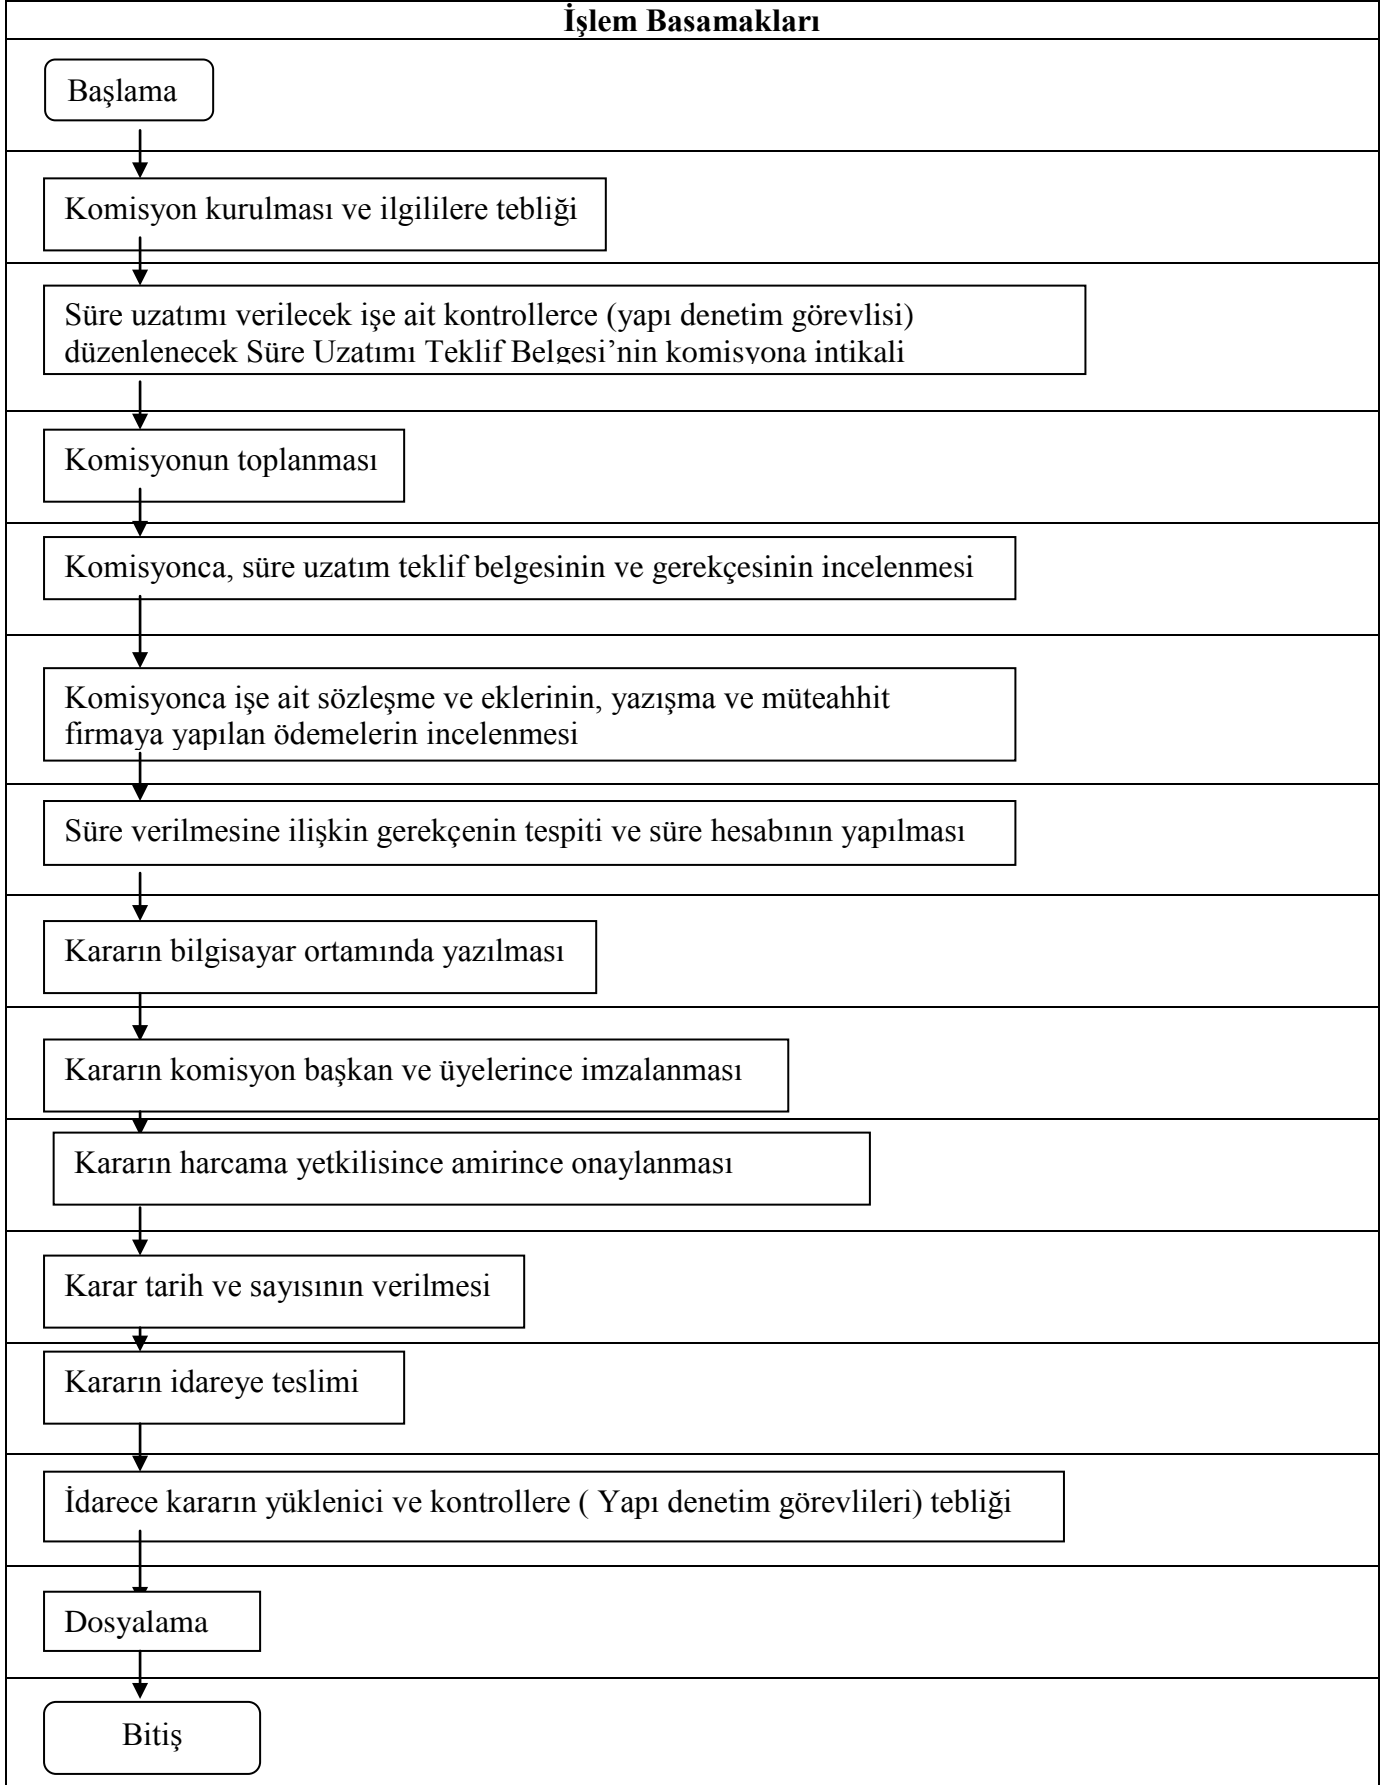 İşlem Basamakları
Başlama
Komisyon kurulması ve ilgililere tebliği
Süre uzatımı verilecek işe ait kontrollerce (yapı denetim görevlisi)
düzenlenecek Süre Uzatımı Teklif Belgesi’nin komisyona intikali
Komisyonun toplanması
Komisyonca, süre uzatım teklif belgesinin ve gerekçesinin incelenmesi
Komisyonca işe ait sözleşme ve eklerinin, yazışma ve müteahhit
firmaya yapılan ödemelerin incelenmesi
Süre verilmesine ilişkin gerekçenin tespiti ve süre hesabının yapılması
Kararın bilgisayar ortamında yazılması
Kararın komisyon başkan ve üyelerince imzalanması
Kararın harcama yetkilisince amirince onaylanması
Karar tarih ve sayısının verilmesi
Kararın idareye teslimi
İdarece kararın yüklenici ve kontrollere ( Yapı denetim görevlileri) tebliği
Dosyalama
Bitiş